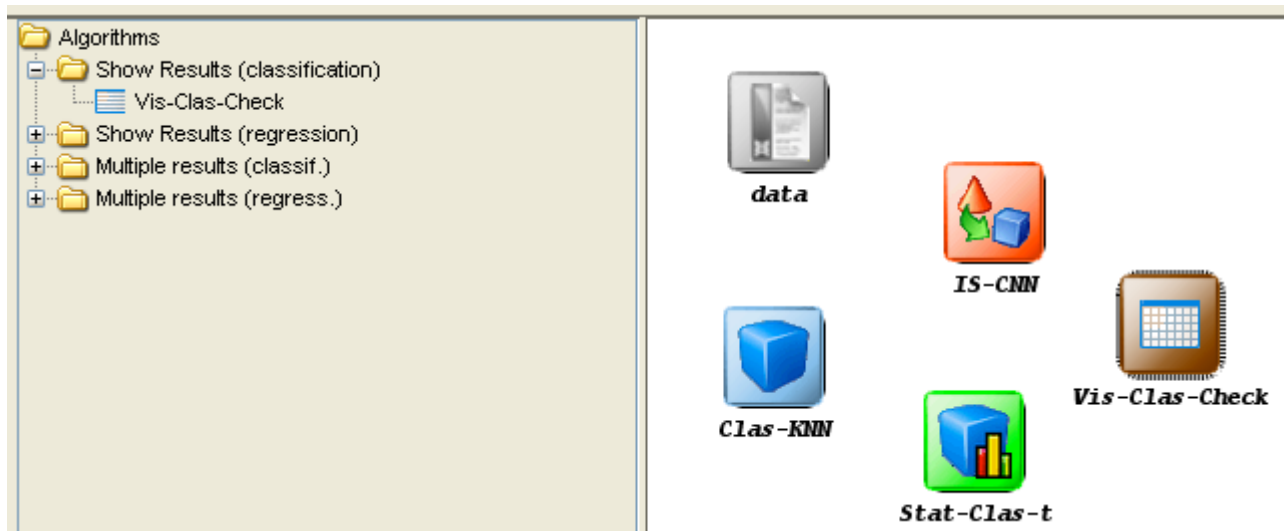 Algorithms
Show Results (classification)
Vis-Clas-Check
Show Results (regression)
Multiple results (classif.)
Multiple results (regress.)
data
IS-CNN
Clas-KNN
Vis-Clas-Check
Stat-Clas-t